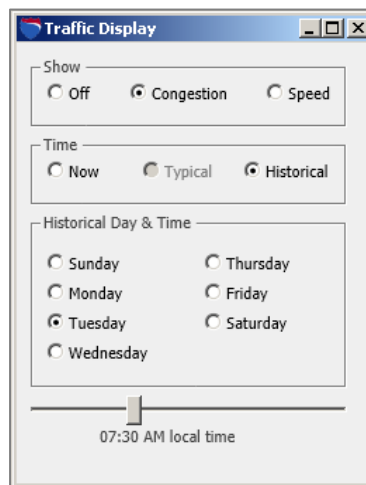 Traffic Display
Show
Off Congestion Speed
Time
Now Typical Historical
Historical Day & Time
Sunday Thursday
Monday Friday
Tuesday Saturday
Wednesday
07:30 AM local time